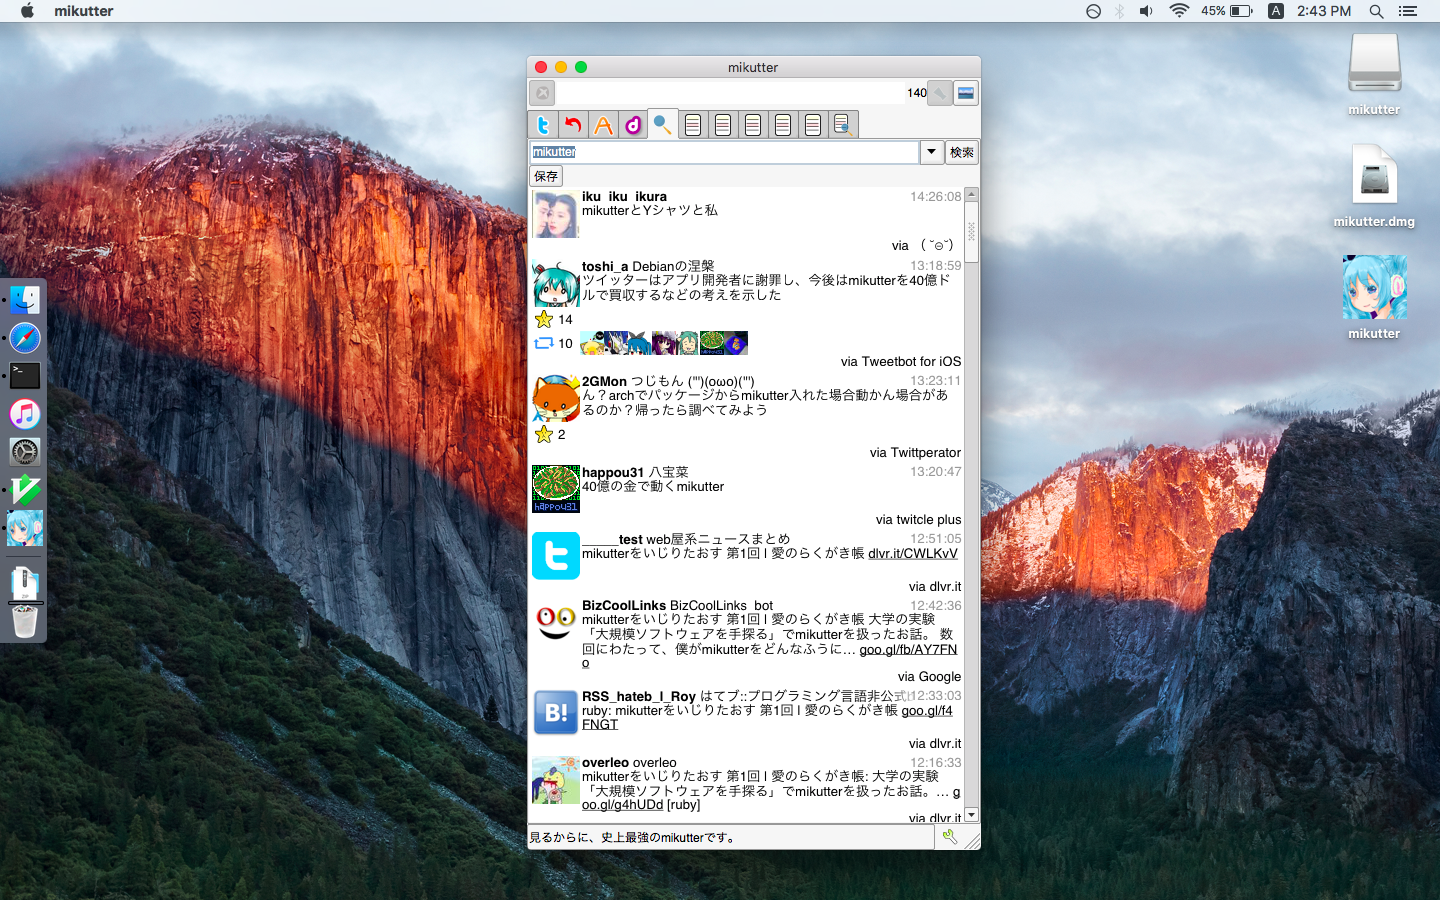 mikutter
45%
A
2:43 PM
mikutter
mikutter.dmg
mikutter
mikutter
140
mikutter
検索
保存
iku_iku_ikura 14:26:08
mikutterとYシャツと私
via （ ˘⊖˘）
toshi_a Debianの涅槃 13:18:59
ツイッターはアプリ開発者に謝罪し、今後はmikutterを40億ド
ルで買収するなどの考えを示した
14
10
via Tweetbot for iOS
2GMon つじもん ("')(oωo)("') 13:23:11
ん？archでパッケージからmikutter入れた場合動かん場合があ
るのか？帰ったら調べてみよう
2
via Twittperator
happou31 八宝菜 13:20:47
40億の金で動くmikutter
happou31
via twitcle plus
_____test web屋系ニュースまとめ 12:51:05
mikutterをいじりたおす 第1回 | 愛のらくがき帳 dlvr.it/CWLKvV
via dlvr.it
BizCoolLinks BizCoolLinks_bot 12:42:36
mikutterをいじりたおす 第1回 | 愛のらくがき帳 大学の実験
「大規模ソフトウェアを手探る」でmikutterを扱ったお話。 数
回にわたって、僕がmikutterをどんなふうに… goo.gl/fb/AY7FN
o
via Google
B!
RSS_hateb_l_Roy はてブ::プログラミング言語非公式 12:33:03
ruby: mikutterをいじりたおす 第1回 | 愛のらくがき帳 goo.gl/f4
FNGT
via dlvr.it
overleo overleo 12:16:33
mikutterをいじりたおす 第1回 | 愛のらくがき帳: 大学の実験
「大規模ソフトウェアを手探る」でmikutterを扱ったお話。… g
oo.gl/g4hUDd [ruby]
via dlvr.it
見るからに、史上最強のmikutterです。